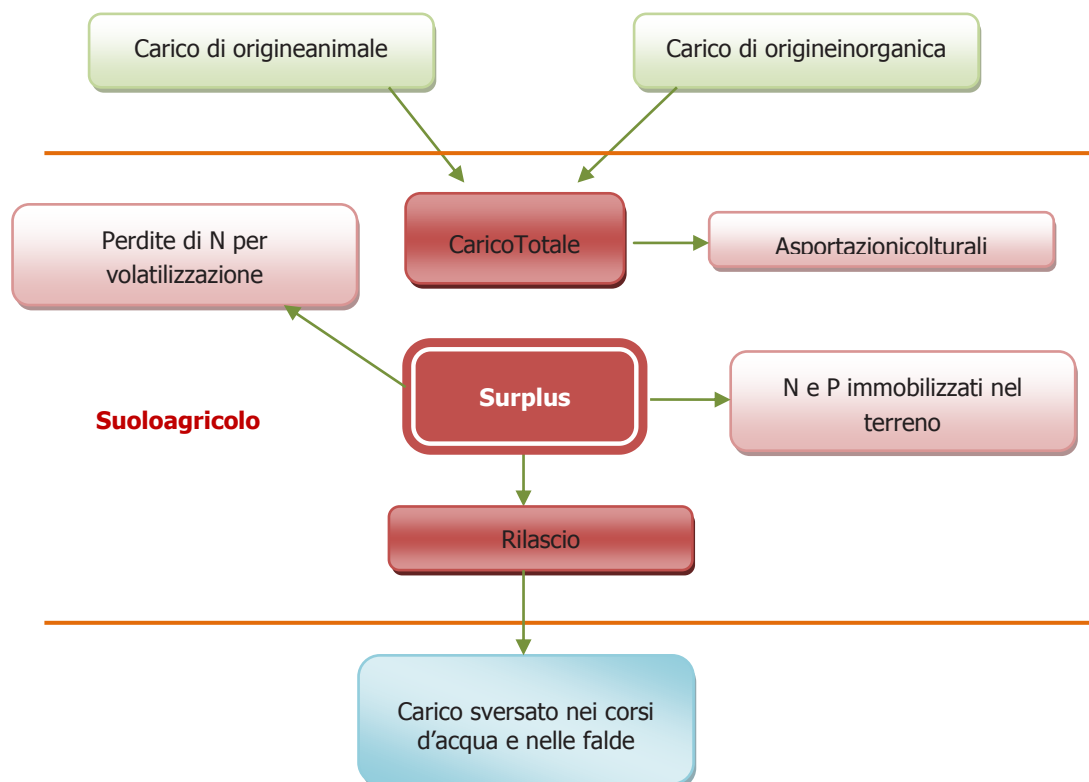 Carico di origineanimale
Carico di origineinorganica
Perdite di N per
volatilizzazione
CaricoTotale
Asportazionicolturali
Surplus
N e P immobilizzati nel
terreno
Suoloagricolo
Rilascio
Carico sversato nei corsi
d’acqua e nelle falde